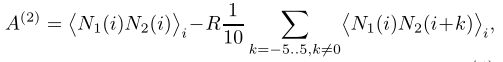 A^{(2)} = \langle N_1(i)N_2(i) \rangle_i - R \frac{1}{10} \sum_{k=-5..5,k\neq 0} \langle N_1(i)N_2(i+k) \rangle_i,